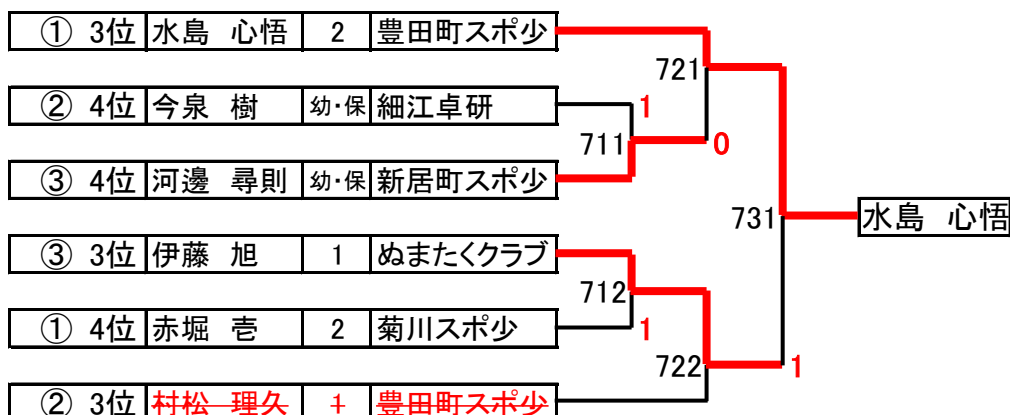 ① 3位 水島 心悟 2 豊田町スポ少
721
② 4位 今泉 樹 幼・保 細江卓研
1
711 0
③ 4位 河邊 尋則 幼・保 新居町スポ少
731 水島 心悟
③ 3位 伊藤 旭 1 ぬまたくクラブ
712
① 4位 赤堀 壱 2 菊川スポ少
1
722 1
② 3位 村松 理久 1 豊田町スポ少